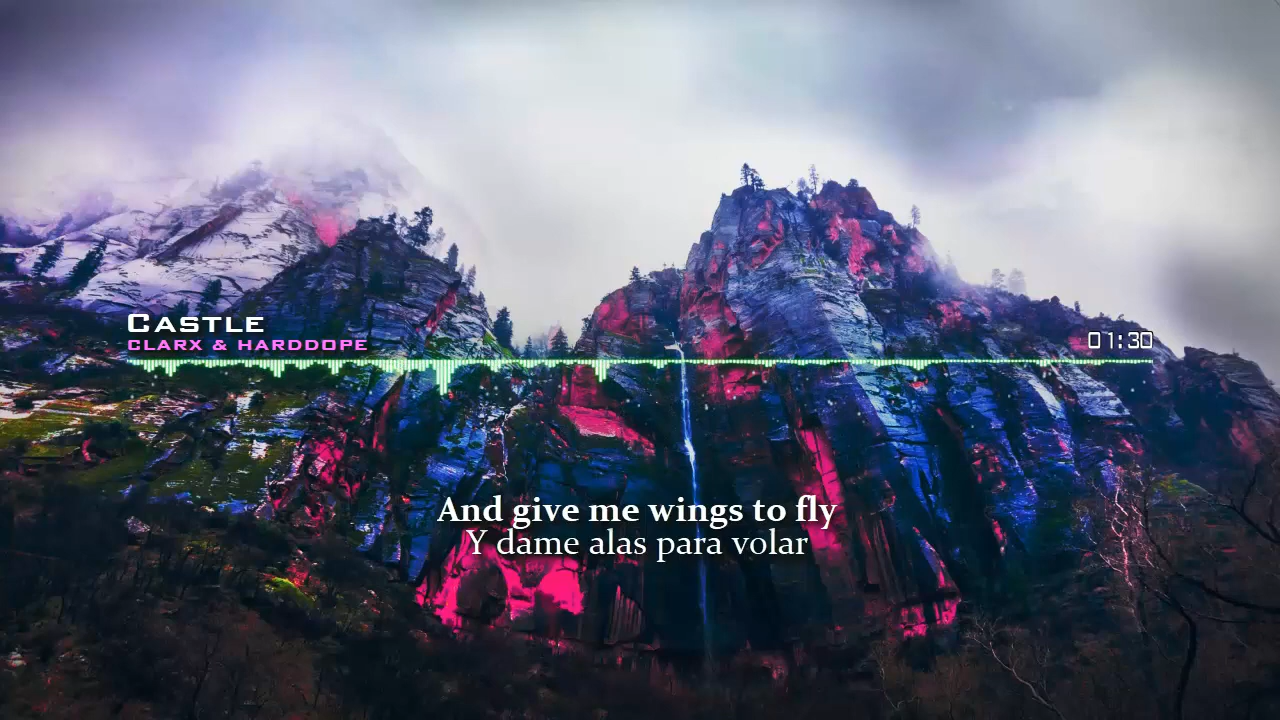 Castle
Clarx & Harddope
01:30
And give me wings to fly
Y dame alas para volar